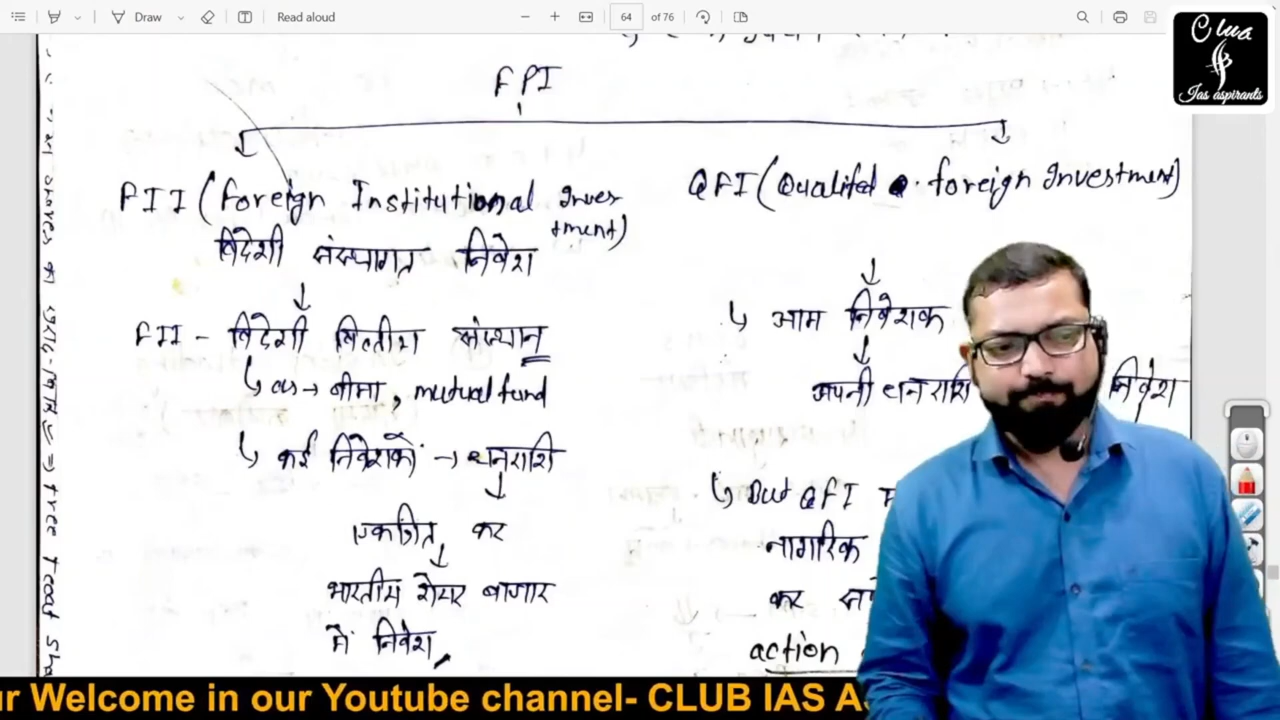 Draw
Read aloud
64 of 76
Clua
Ias aspirants
FPI
FII (Foreign Institutional Inves
tment)
QFI (Qualifed foreign Investment)
विदेशी संस्थागत निवेश
FII - विदेशी वित्तीय संस्थान
as → बीमा, mutual fund
कई निवेशकों → धनराशि
एकत्रित कर
भारतीय शेयर बाजार
में निवेश
आम निवेशक
अपनी धनराशि निवेश
But QFI
नागरिक
कर
action
ur Welcome in our Youtube channel- CLUB IAS A